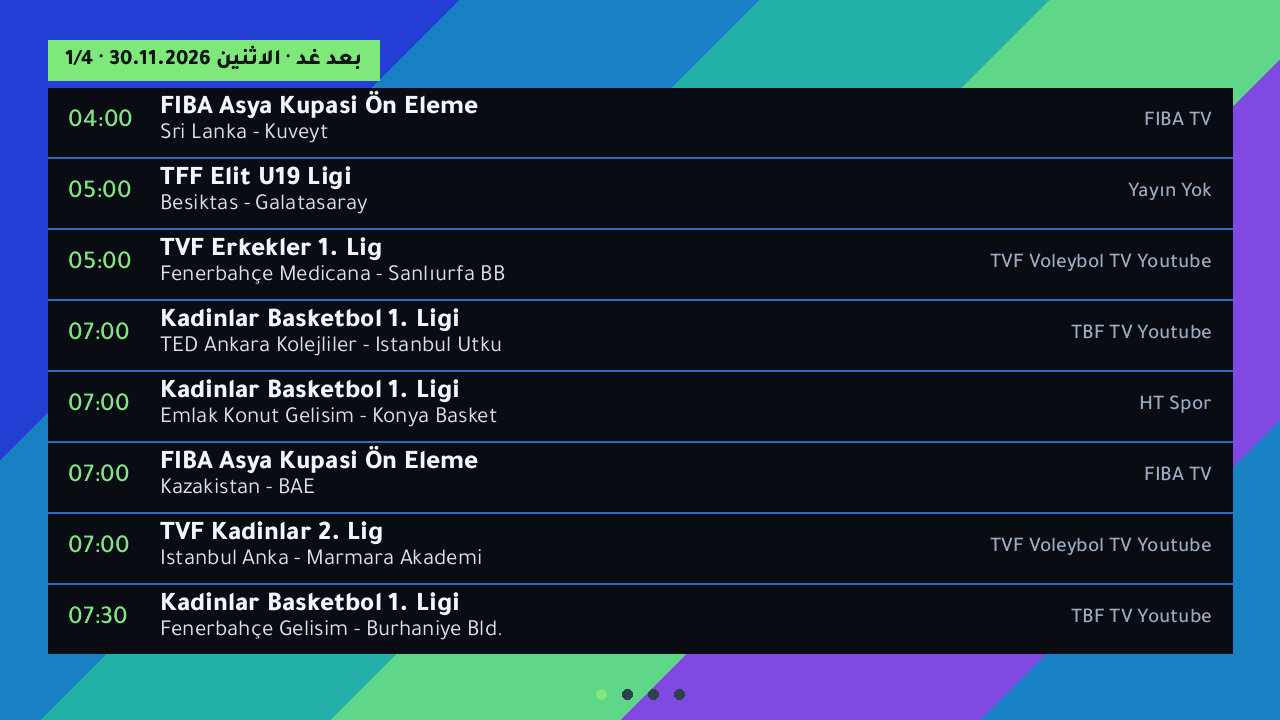 بعد غد · الاثنين 30.11.2026 · 1/4
04:00 FIBA Asya Kupasi Ön Eleme FIBA TV
Sri Lanka - Kuveyt
05:00 TFF Elit U19 Ligi Yayın Yok
Besiktas - Galatasaray
05:00 TVF Erkekler 1. Lig TVF Voleybol TV Youtube
Fenerbahçe Medicana - Sanlıurfa BB
07:00 Kadinlar Basketbol 1. Ligi TBF TV Youtube
TED Ankara Kolejliler - Istanbul Utku
07:00 Kadinlar Basketbol 1. Ligi HT Spor
Emlak Konut Gelisim - Konya Basket
07:00 FIBA Asya Kupasi Ön Eleme FIBA TV
Kazakistan - BAE
07:00 TVF Kadinlar 2. Lig TVF Voleybol TV Youtube
Istanbul Anka - Marmara Akademi
07:30 Kadinlar Basketbol 1. Ligi TBF TV Youtube
Fenerbahçe Gelisim - Burhaniye Bld.